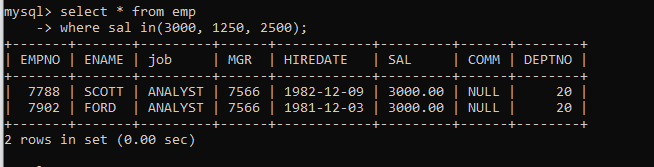 mysql> select * from emp
    -> where sal in(3000, 1250, 2500);
+-------+-------+---------+------+------------+---------+------+--------+
| EMPNO | ENAME | job     | MGR  | HIREDATE   | SAL     | COMM | DEPTNO |
+-------+-------+---------+------+------------+---------+------+--------+
|  7788 | SCOTT | ANALYST | 7566 | 1982-12-09 | 3000.00 | NULL |     20 |
|  7902 | FORD  | ANALYST | 7566 | 1981-12-03 | 3000.00 | NULL |     20 |
+-------+-------+---------+------+------------+---------+------+--------+
2 rows in set (0.00 sec)